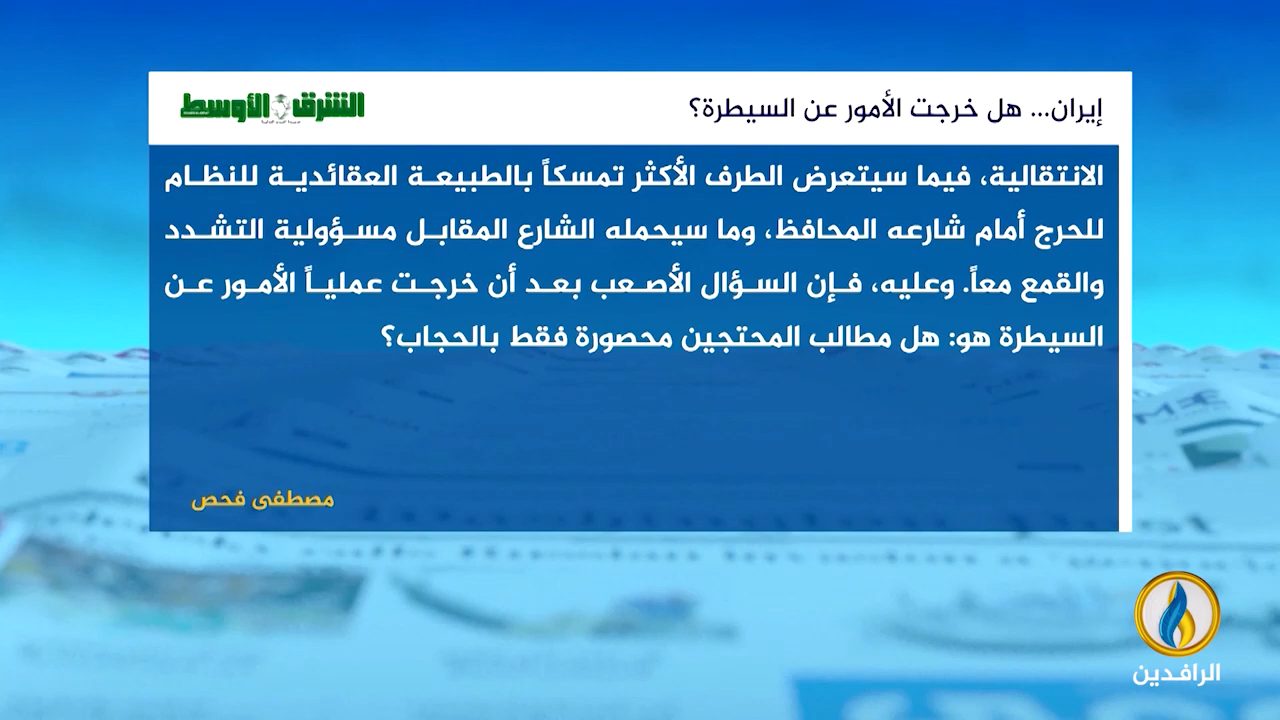 إيران... هل خرجت الأمور عن السيطرة؟
الشرق الأوسط
الانتقالية، فيما سيتعرض الطرف الأكثر تمسكاً بالطبيعة العقائدية للنظام
للحرج أمام شارعه المحافظ، وما سيحمله الشارع المقابل مسؤولية التشدد
والقمع معاً. وعليه، فإن السؤال الأصعب بعد أن خرجت عملياً الأمور عن
السيطرة هو: هل مطالب المحتجين محصورة فقط بالحجاب؟
مصطفى فحص
الرافدين